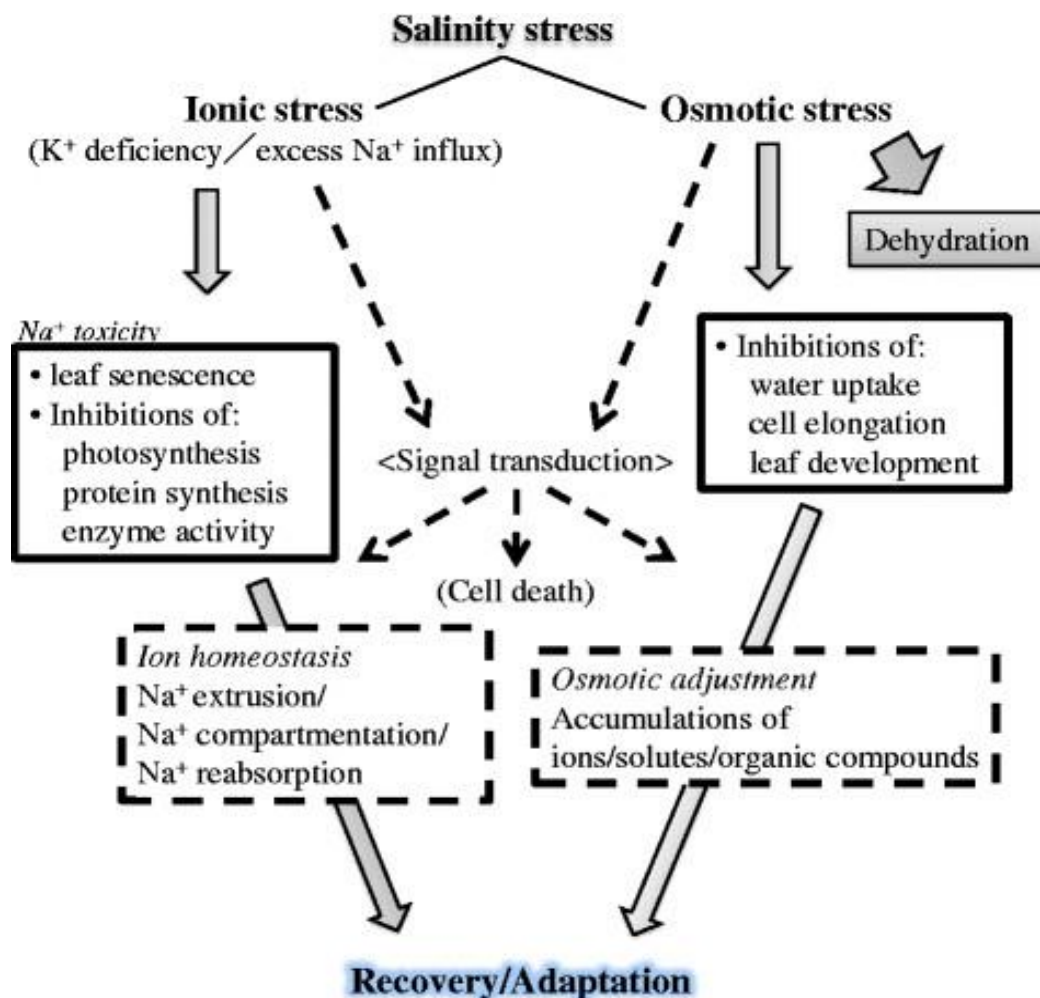 Salinity stress
Ionic stress
(K⁺ deficiency／excess Na⁺ influx)
Osmotic stress
Dehydration
Na⁺ toxicity
• leaf senescence
• Inhibitions of:
photosynthesis
protein synthesis
enzyme activity
• Inhibitions of:
water uptake
cell elongation
leaf development
<Signal transduction>
(Cell death)
Ion homeostasis
Na⁺ extrusion/
Na⁺ compartmentation/
Na⁺ reabsorption
Osmotic adjustment
Accumulations of
ions/solutes/organic compounds
Recovery/Adaptation